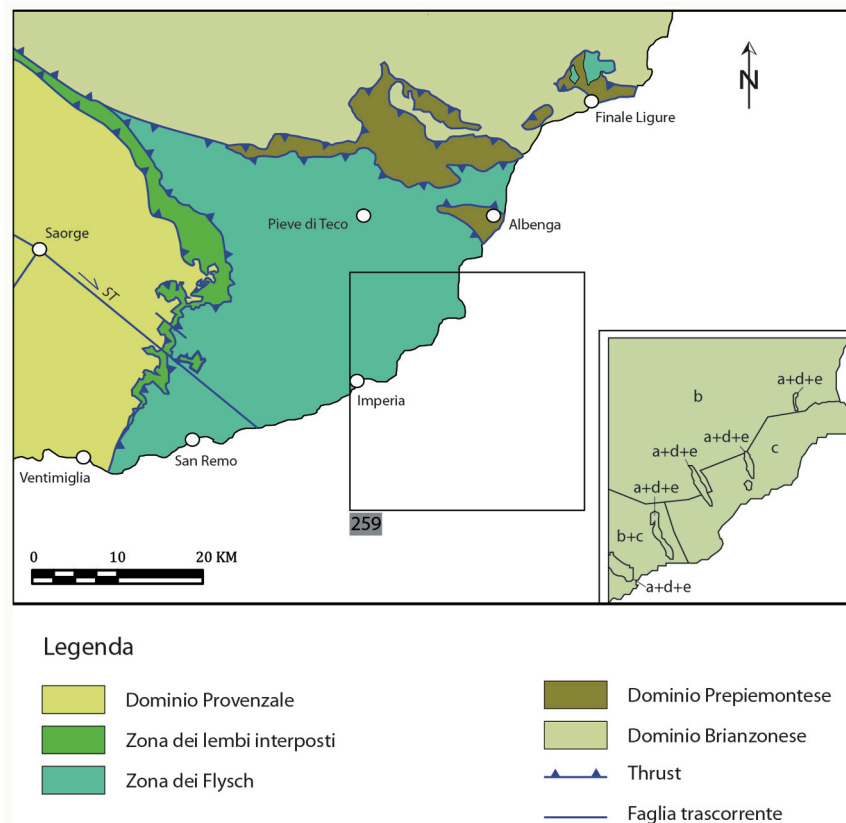 N
Finale Ligure
Pieve di Teco
Albenga
Saorge
ST
Imperia
San Remo
Ventimiglia
259
0 10 20 KM
a+d+e
b
a+d+e
c
a+d+e
a+d+e
b+c
a+d+e
Legenda
Dominio Provenzale
Zona dei lembi interposti
Zona dei Flysch
Dominio Prepiemontese
Dominio Brianzonese
Thrust
Faglia trascorrente